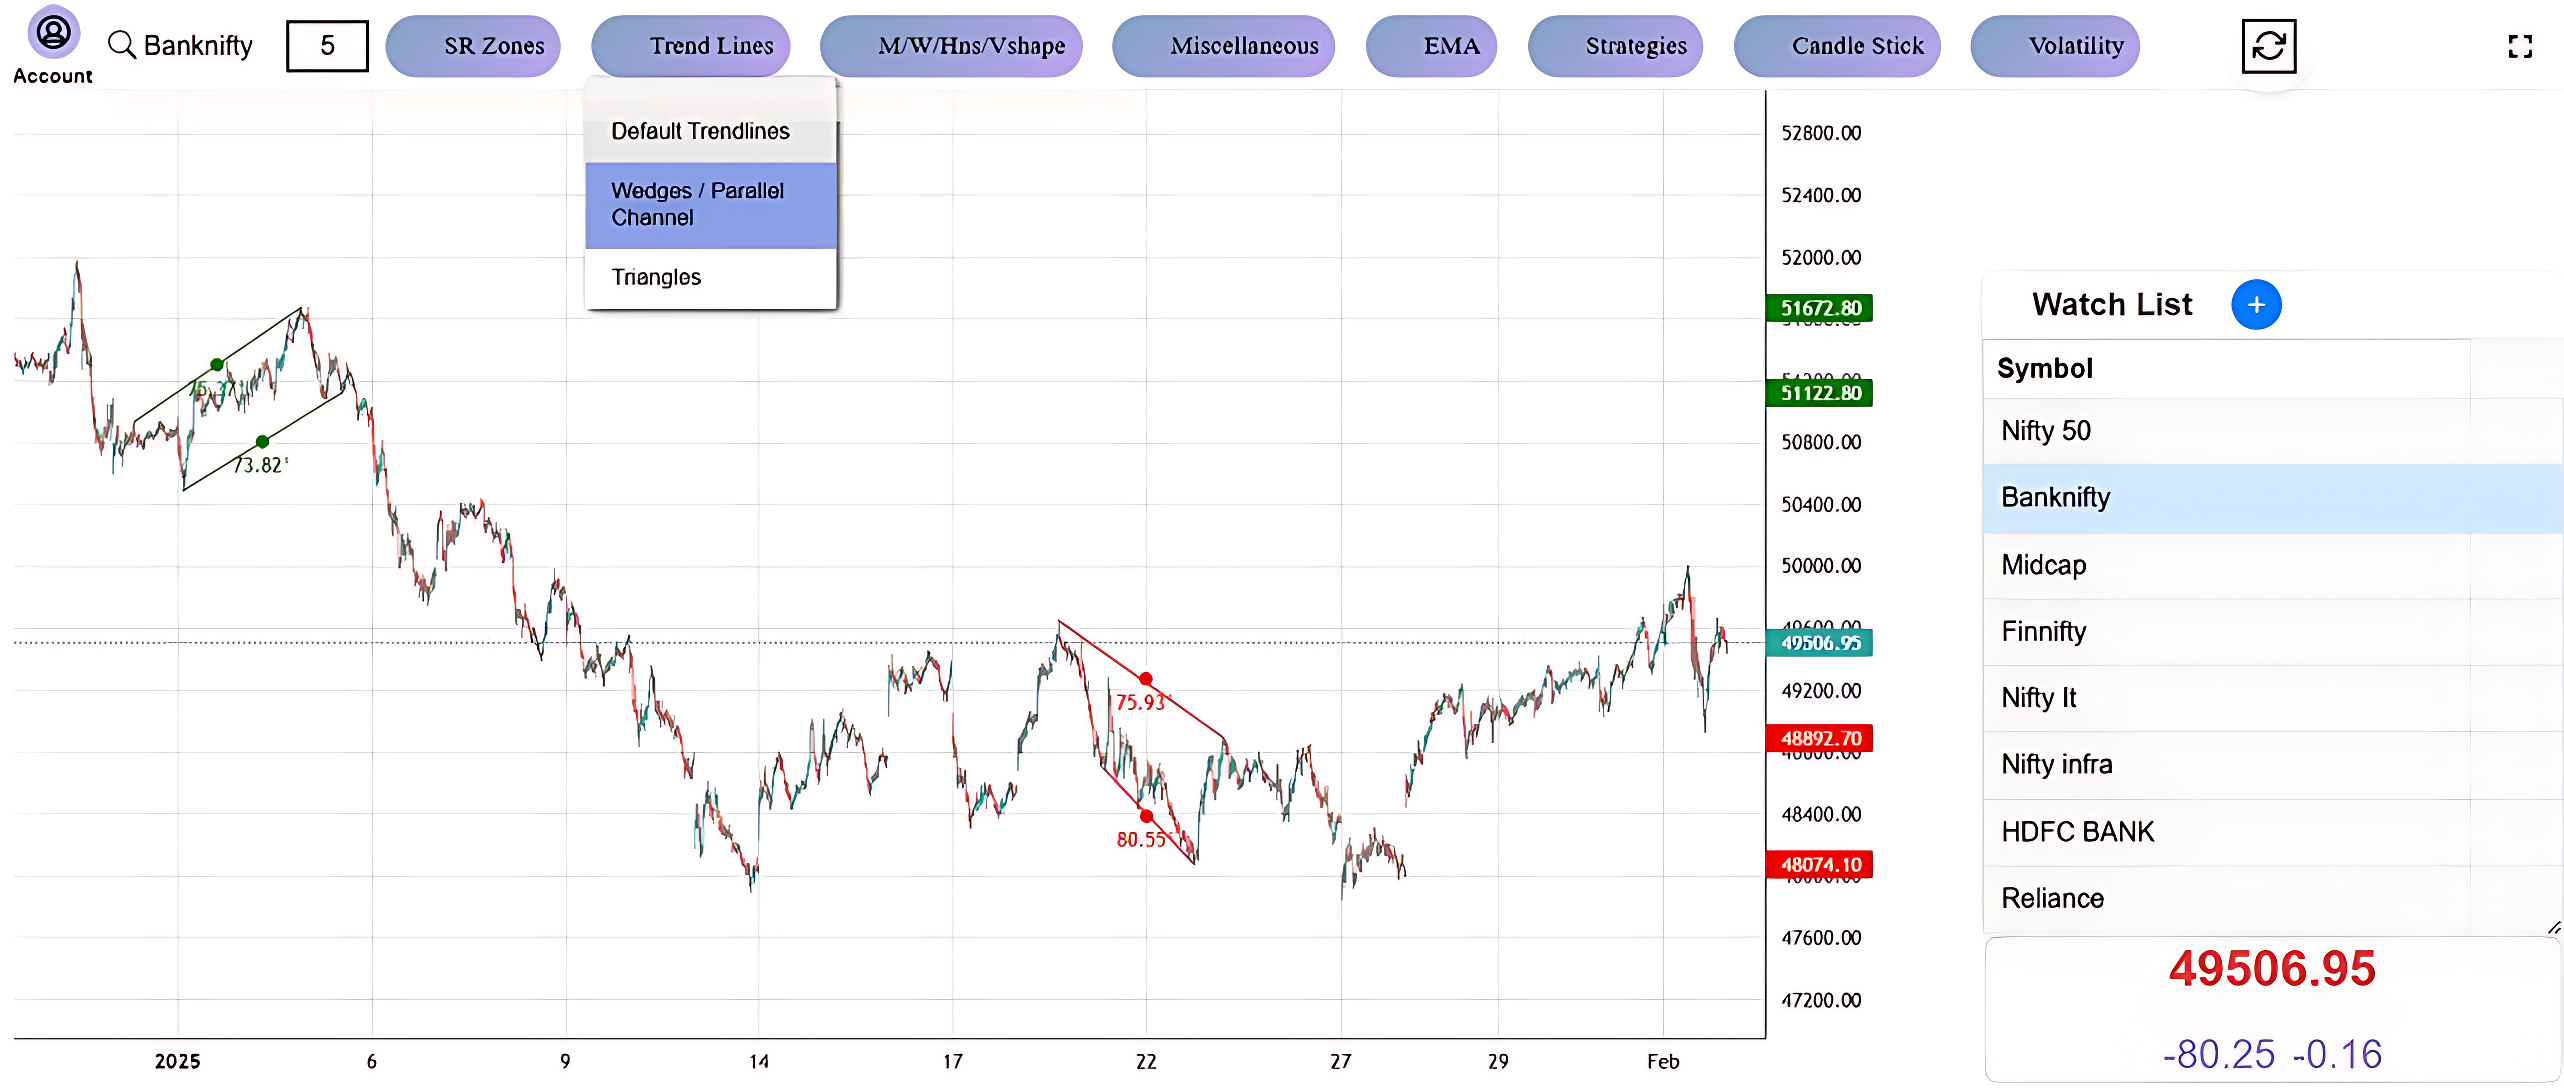 Account
Banknifty
5
SR Zones
Trend Lines
M/W/Hns/Vshape
Miscellaneous
EMA
Strategies
Candle Stick
Volatility
Default Trendlines
Wedges / Parallel
Channel
Triangles
73.82°
75.93°
80.55°
52800.00
52400.00
52000.00
51672.80
51122.80
50800.00
50400.00
50000.00
49506.95
49200.00
48892.70
48400.00
48074.10
47600.00
47200.00
2025
6
9
14
17
22
27
29
Feb
Watch List
+
Symbol
Nifty 50
Banknifty
Midcap
Finnifty
Nifty It
Nifty infra
HDFC BANK
Reliance
49506.95
-80.25 -0.16